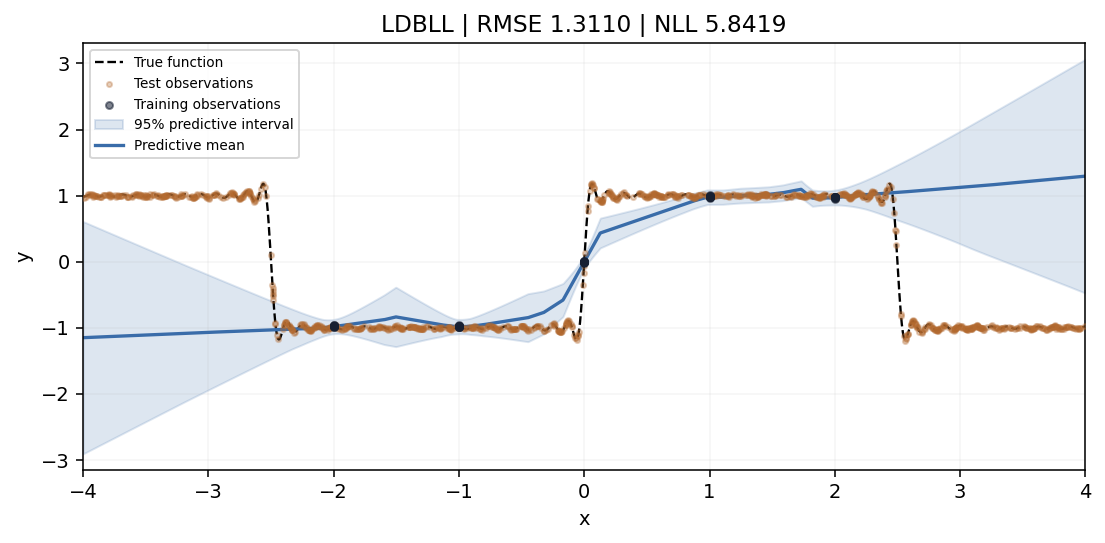 LDBLL | RMSE 1.3110 | NLL 5.8419
True function
Test observations
Training observations
95% predictive interval
Predictive mean
3
2
1
0
−1
−2
−3
y
−4 −3 −2 −1 0 1 2 3 4
x